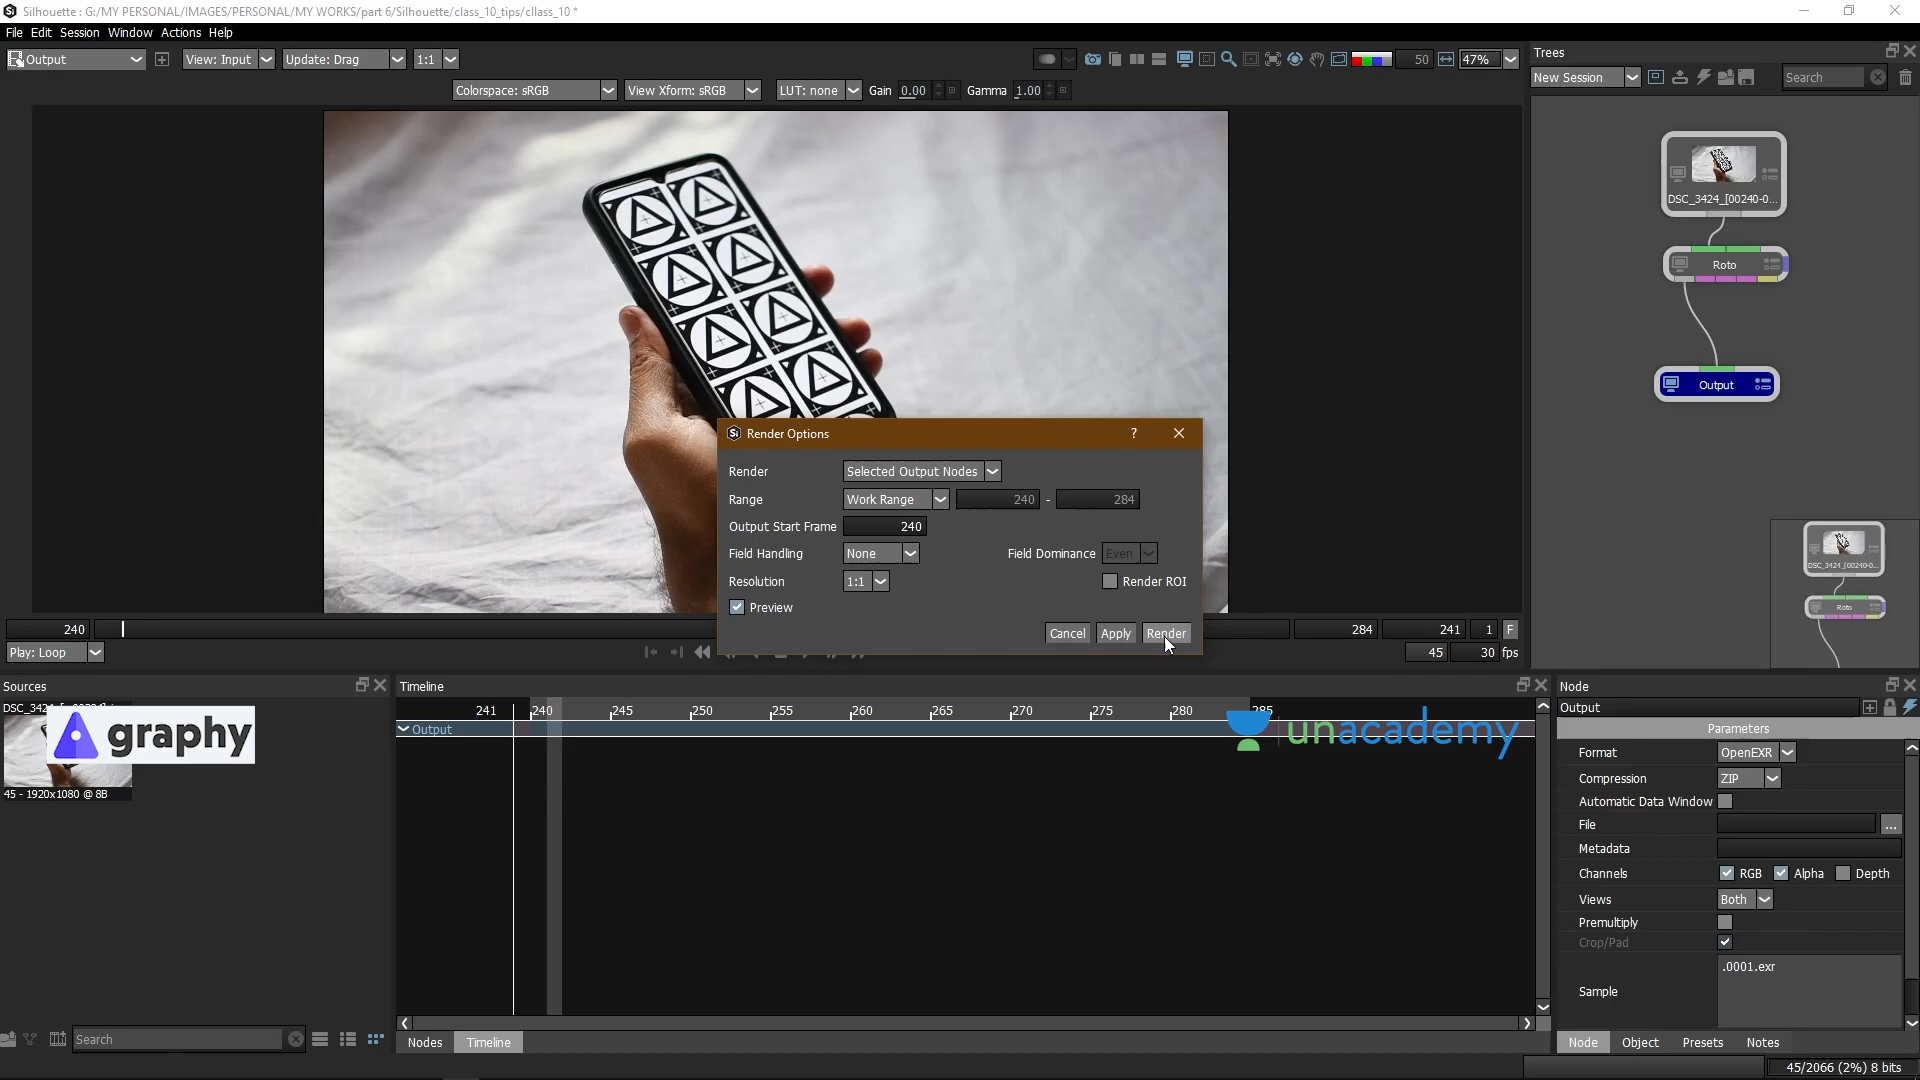 Silhouette : G:/MY PERSONAL/IMAGES/PERSONAL/MY WORKS/part 6/Silhouette/class_10_tips/cllass_10 *
File Edit Session Window Actions Help
Output View: Input Update: Drag 1:1 50 47%
Colorspace: sRGB View Xform: sRGB LUT: none Gain 0.00 Gamma 1.00
Trees
New Session Search
DSC_3424_[00240-0...
Roto
Output
DSC_3424_[00240-0...
Roto
Render Options ?
Render Selected Output Nodes
Range Work Range 240 - 284
Output Start Frame 240
Field Handling None Field Dominance Even
Resolution 1:1 Render ROI
Preview
Cancel Apply Render
240 284 241 1 F
Play: Loop 45 30 fps
Sources
graphy
45 - 1920x1080 @ 8B
Search
Timeline
241 240 245 250 255 260 265 270 275 280 285
Output
unacademy
Nodes Timeline
Node
Output
Parameters
Format OpenEXR
Compression ZIP
Automatic Data Window
File ...
Metadata
Channels RGB Alpha Depth
Views Both
Premultiply
Crop/Pad
Sample .0001.exr
Node Object Presets Notes
45/2066 (2%) 8 bits